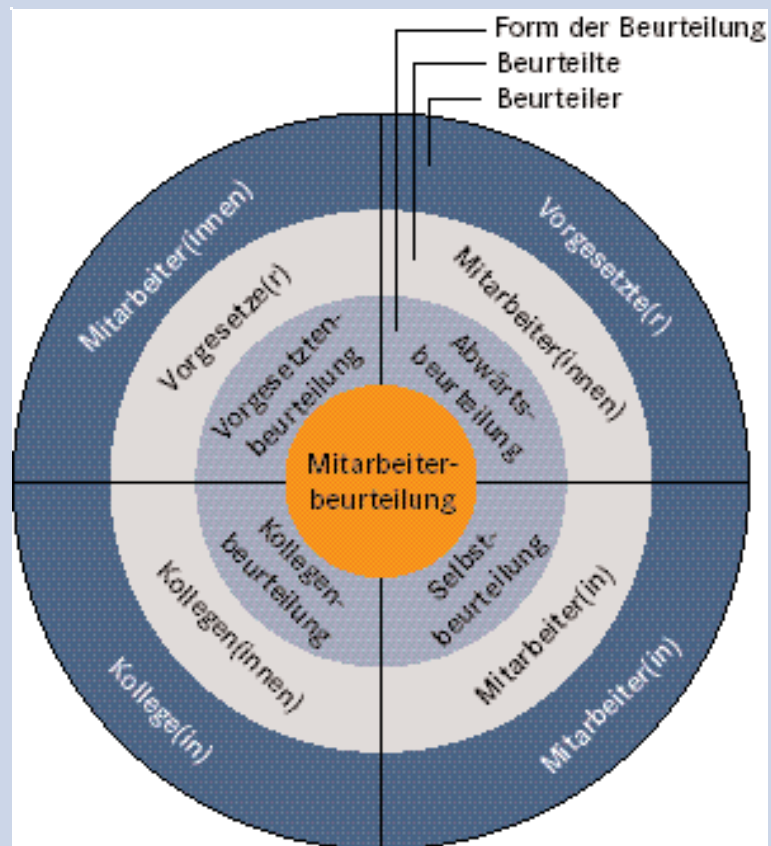 Form der Beurteilung
Beurteilte
Beurteiler
Mitarbeiter(innen)
Vorgesetze(r)
Vorgesetzten-
beurteilung
Vorgesetzte(r)
Mitarbeiter(innen)
Abwärts-
beurteilung
Mitarbeiter-
beurteilung
Kollegen-
beurteilung
Kollegen(innen)
Kollege(in)
Selbst-
beurteilung
Mitarbeiter(in)
Mitarbeiter(in)